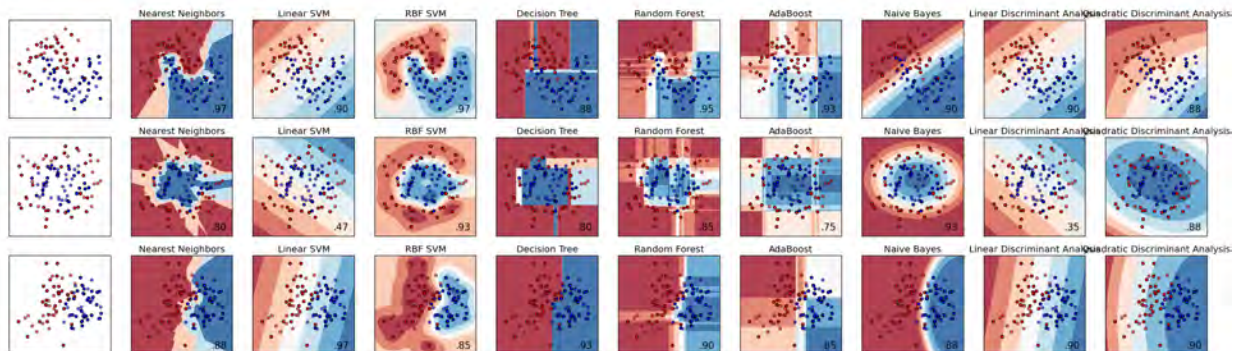 Nearest Neighbors Linear SVM RBF SVM Decision Tree Random Forest AdaBoost Naive Bayes Linear Discriminant Analysis Quadratic Discriminant Analysis
.97 .90 .97 .88 .95 .93 .90 .90 .88
Nearest Neighbors Linear SVM RBF SVM Decision Tree Random Forest AdaBoost Naive Bayes Linear Discriminant Analysis Quadratic Discriminant Analysis
.80 .47 .93 .80 .85 .75 .93 .35 .88
Nearest Neighbors Linear SVM RBF SVM Decision Tree Random Forest AdaBoost Naive Bayes Linear Discriminant Analysis Quadratic Discriminant Analysis
.88 .97 .85 .93 .90 .85 .88 .90 .90